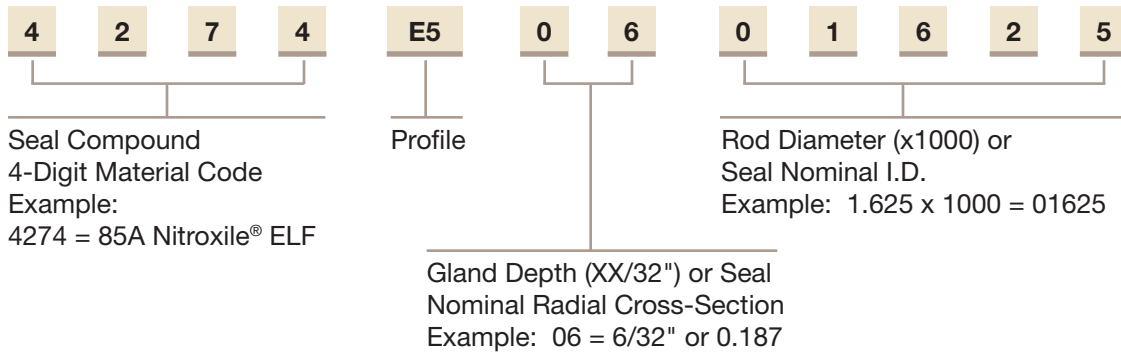 4 2 7 4 E5 0 6 0 1 6 2 5
Seal Compound
4-Digit Material Code
Example:
4274 = 85A Nitroxile® ELF
Profile
Rod Diameter (x1000) or
Seal Nominal I.D.
Example: 1.625 x 1000 = 01625
Gland Depth (XX/32") or Seal
Nominal Radial Cross-Section
Example: 06 = 6/32" or 0.187